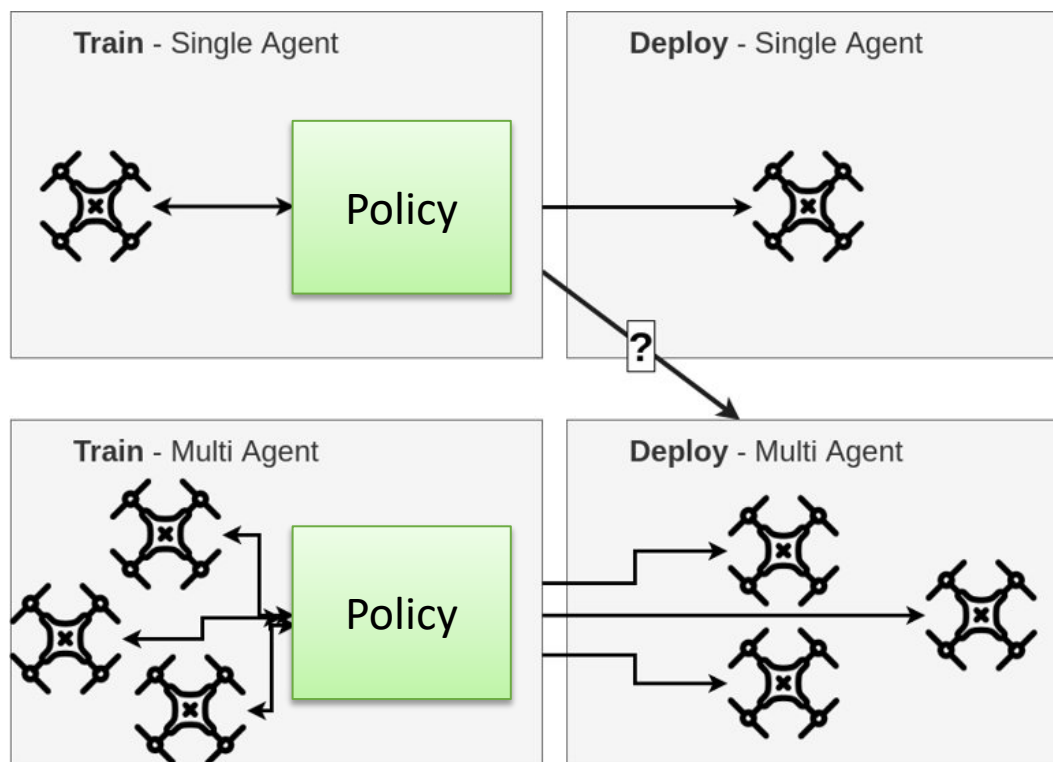 Train - Single Agent
Deploy - Single Agent
Policy
?
Train - Multi Agent
Deploy - Multi Agent
Policy